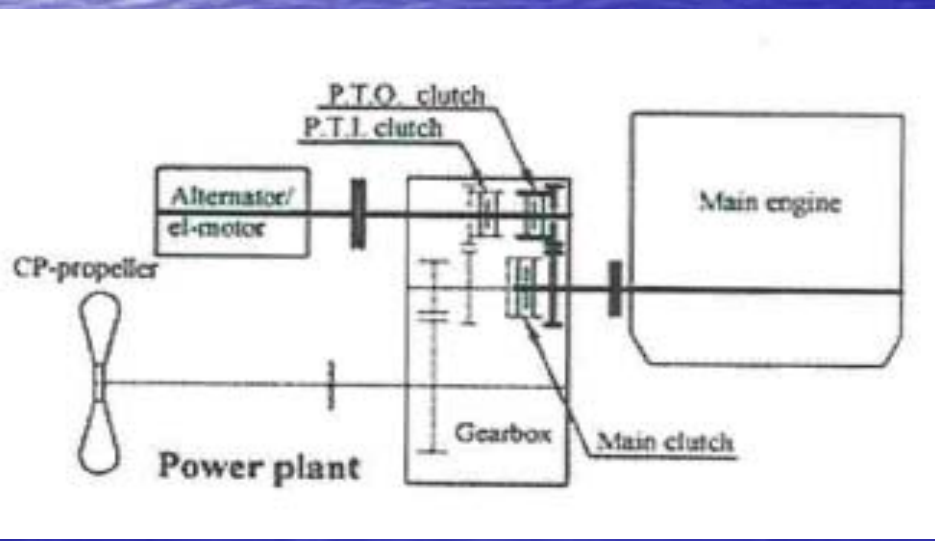 P.T.O. clutch
P.T.I. clutch
Alternator/
el-motor
Main engine
CP-propeller
Gearbox
Main clutch
Power plant